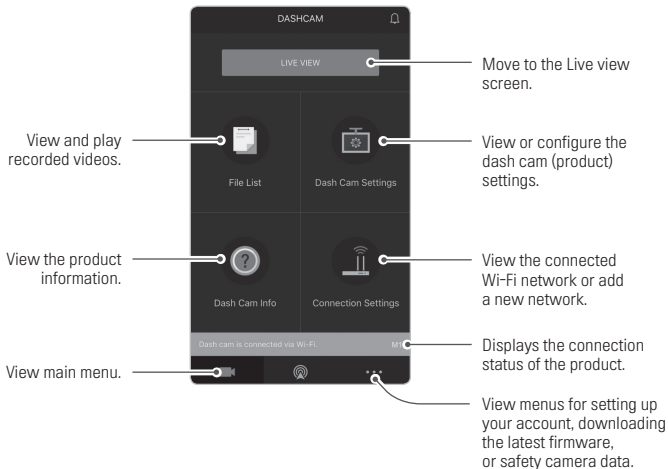 DASHCAM
LIVE VIEW
Move to the Live view
screen.
View and play
recorded videos.
File List
Dash Cam Settings
View or configure the
dash cam (product)
settings.
View the product
information.
Dash Cam Info
Connection Settings
View the connected
Wi-Fi network or add
a new network.
Dash cam is connected via Wi-Fi.
Displays the connection
status of the product.
View main menu.
View menus for setting up
your account, downloading
the latest firmware,
or safety camera data.